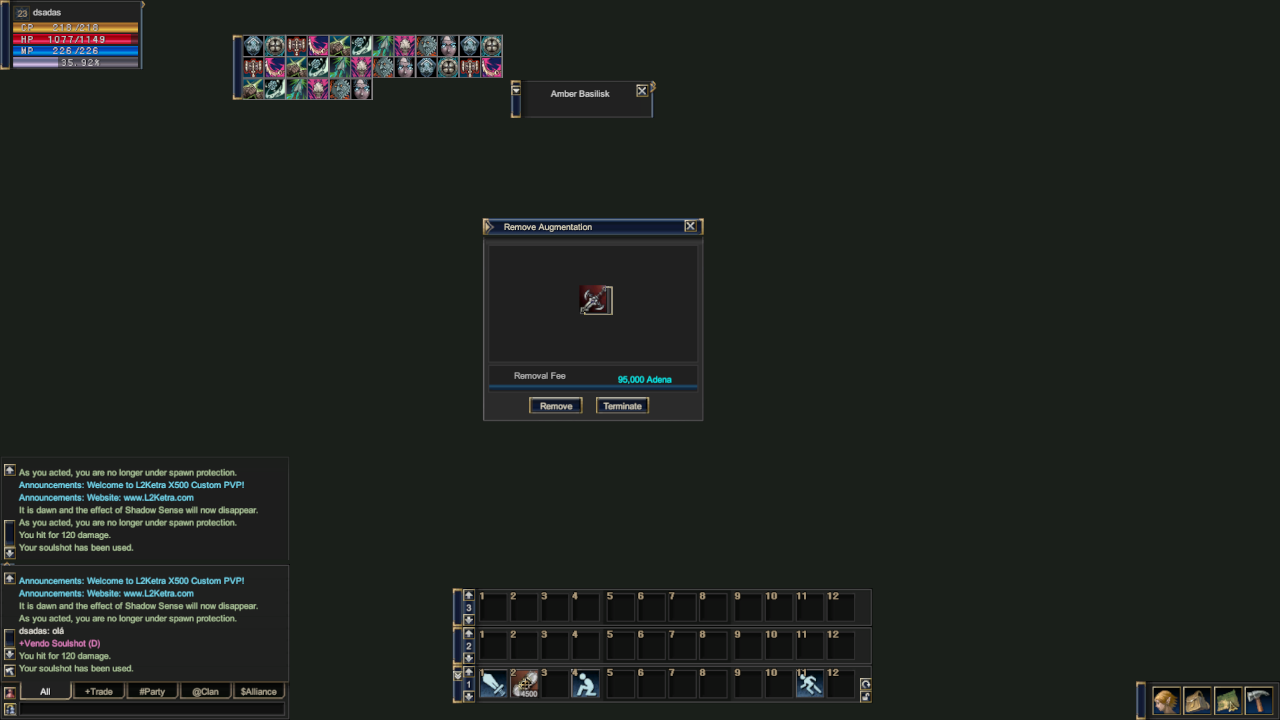 23 dsadas
CP 218/218
HP 1077/1149
MP 226/226
35.92%
Amber Basilisk
Remove Augmentation
Removal Fee 95,000 Adena
Remove Terminate
As you acted, you are no longer under spawn protection.
Announcements: Welcome to L2Ketra X500 Custom PVP!
Announcements: Website: www.L2Ketra.com
It is dawn and the effect of Shadow Sense will now disappear.
As you acted, you are no longer under spawn protection.
You hit for 120 damage.
Your soulshot has been used.
Announcements: Welcome to L2Ketra X500 Custom PVP!
Announcements: Website: www.L2Ketra.com
It is dawn and the effect of Shadow Sense will now disappear.
As you acted, you are no longer under spawn protection.
dsadas: olá
+Vendo Soulshot (D)
You hit for 120 damage.
Your soulshot has been used.
All +Trade #Party @Clan $Alliance
3 1 2 3 4 5 6 7 8 9 10 11 12
2 1 2 3 4 5 6 7 8 9 10 11 12
1 1 2 3 4 5 6 7 8 9 10 11 12
4500